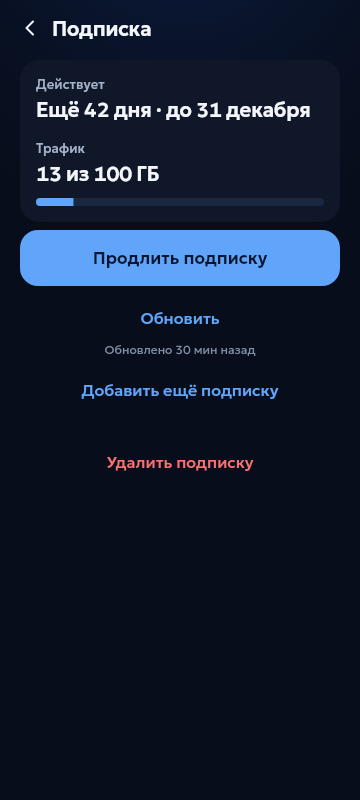 Подписка
Действует
Ещё 42 дня · до 31 декабря
Трафик
13 из 100 ГБ
Продлить подписку
Обновить
Обновлено 30 мин назад
Добавить ещё подписку
Удалить подписку